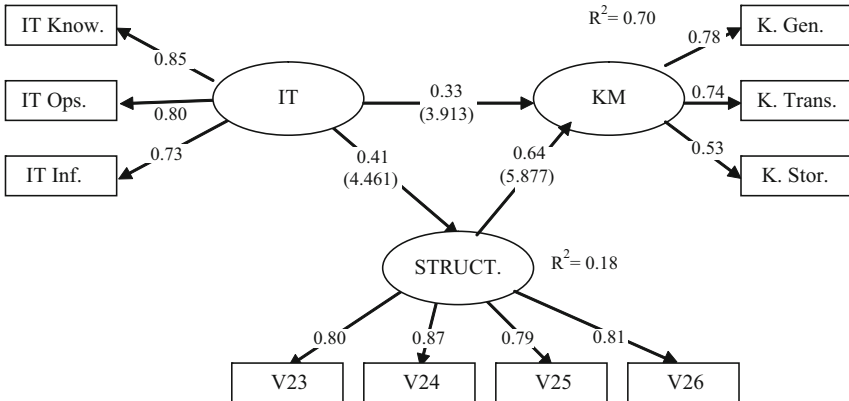 IT Know.
IT Ops.
IT Inf.
0.85
0.80
0.73
IT
0.33
(3.913)
0.41
(4.461)
R²= 0.70
KM
0.78
0.74
0.53
K. Gen.
K. Trans.
K. Stor.
0.64
(5.877)
STRUCT.
R²= 0.18
0.80
0.87
0.79
0.81
V23
V24
V25
V26